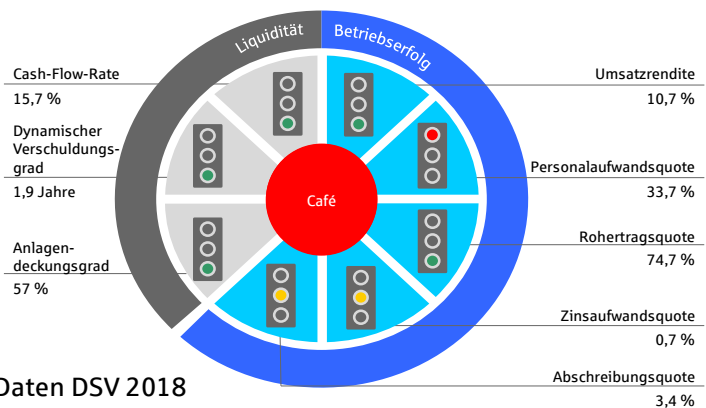 Liquidität
Betriebserfolg
Cash-Flow-Rate
15,7 %
Dynamischer
Verschuldungs-
grad
1,9 Jahre
Anlagen-
deckungsgrad
57 %
Café
Umsatzrendite
10,7 %
Personalaufwandsquote
33,7 %
Rohertragsquote
74,7 %
Zinsaufwandsquote
0,7 %
Abschreibungsquote
3,4 %
Daten DSV 2018